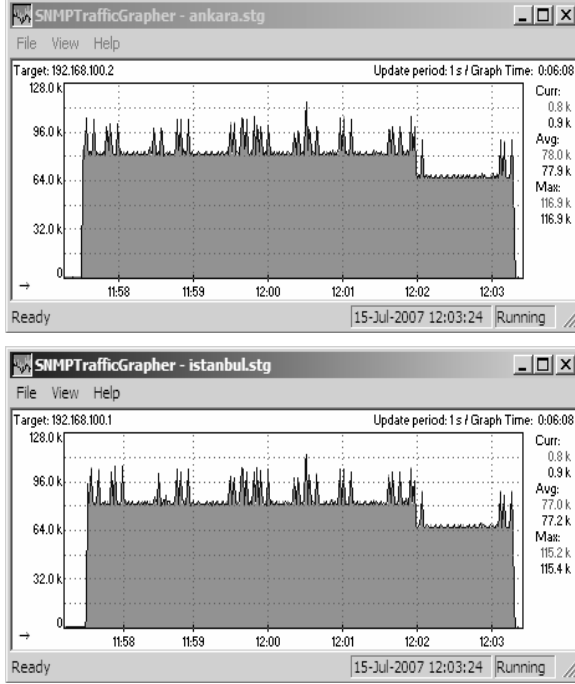 SNMPTrafficGrapher - ankara.stg
File View Help
Target: 192.168.100.2 Update period: 1 s / Graph Time: 0:06:08
128.0 k
96.0 k
64.0 k
32.0 k
0
11:58 11:59 12:00 12:01 12:02 12:03
Curr:
0.8 k
0.9 k
Avg:
78.0 k
77.9 k
Max:
116.9 k
116.9 k
Ready 15-Jul-2007 12:03:24 Running
SNMPTrafficGrapher - istanbul.stg
File View Help
Target: 192.168.100.1 Update period: 1 s / Graph Time: 0:06:08
128.0 k
96.0 k
64.0 k
32.0 k
0
11:58 11:59 12:00 12:01 12:02 12:03
Curr:
0.8 k
0.9 k
Avg:
77.0 k
77.2 k
Max:
115.2 k
115.4 k
Ready 15-Jul-2007 12:03:24 Running